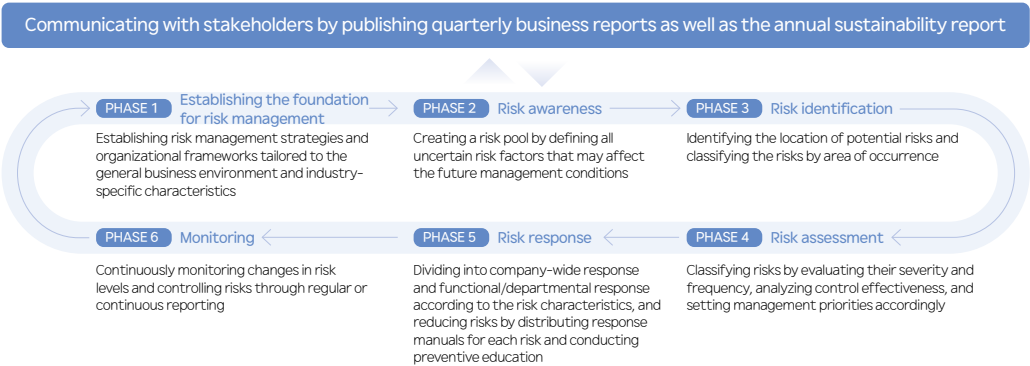 Communicating with stakeholders by publishing quarterly business reports as well as the annual sustainability report
PHASE 1
Establishing the foundation
for risk management
Establishing risk management strategies and
organizational frameworks tailored to the
general business environment and industry-
specific characteristics
PHASE 2
Risk awareness
Creating a risk pool by defining all
uncertain risk factors that may affect
the future management conditions
PHASE 3
Risk identification
Identifying the location of potential risks and
classifying the risks by area of occurrence
PHASE 4
Risk assessment
Classifying risks by evaluating their severity and
frequency, analyzing control effectiveness, and
setting management priorities accordingly
PHASE 5
Risk response
Dividing into company-wide response
and functional/departmental response
according to the risk characteristics, and
reducing risks by distributing response
manuals for each risk and conducting
preventive education
PHASE 6
Monitoring
Continuously monitoring changes in risk
levels and controlling risks through regular or
continuous reporting